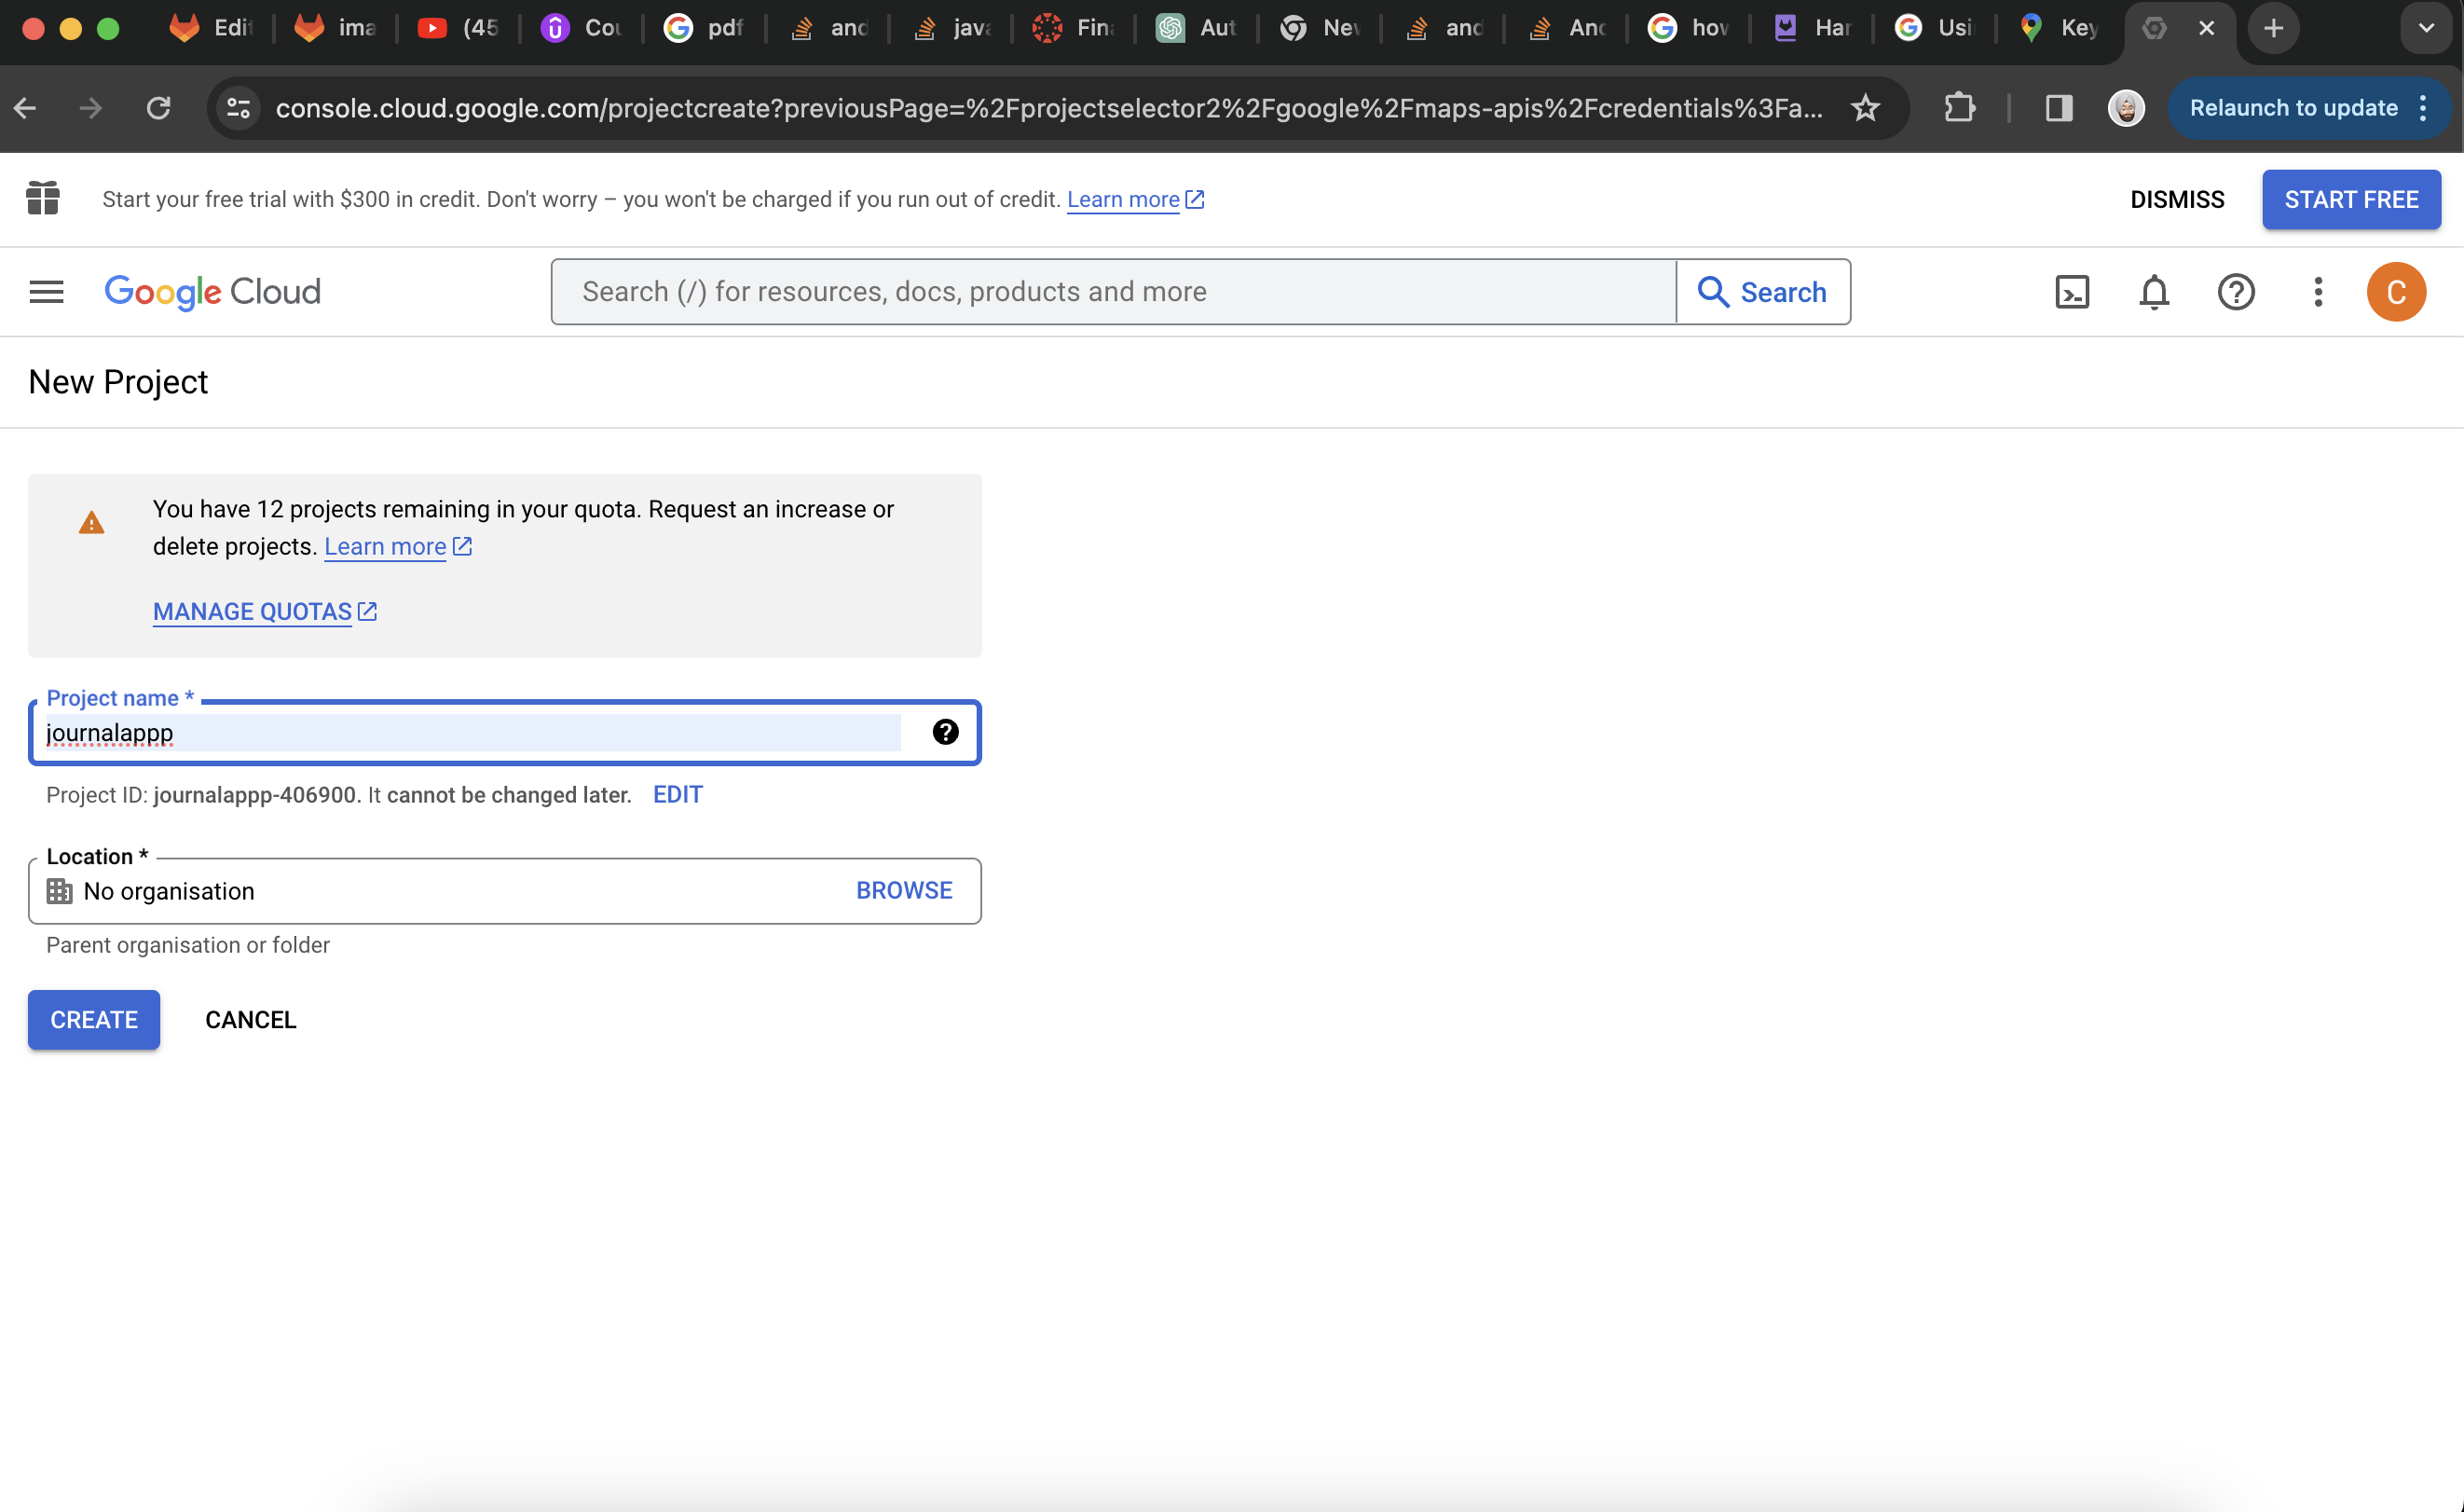 Edi
ima
(45
Cou
pdf
and
java
Fina
Aut
Nev
and
And
how
Har
Usi
Key
console.cloud.google.com/projectcreate?previousPage=%2Fprojectselector2%2Fgoogle%2Fmaps-apis%2Fcredentials%3Fa...
Relaunch to update
Start your free trial with $300 in credit. Don't worry – you won't be charged if you run out of credit. Learn more
DISMISS
START FREE
Google Cloud
Search (/) for resources, docs, products and more
Search
C
New Project
You have 12 projects remaining in your quota. Request an increase or
delete projects. Learn more
MANAGE QUOTAS
Project name *
journalappp
Project ID: journalappp-406900. It cannot be changed later. EDIT
Location *
No organisation
BROWSE
Parent organisation or folder
CREATE
CANCEL